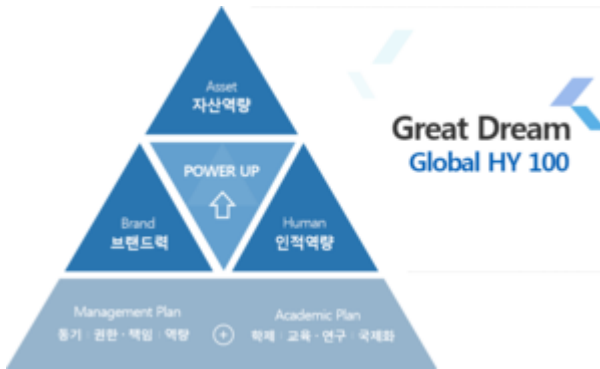 Asset
자산역량
POWER UP
Brand
브랜드력
Human
인적역량
Management Plan
동기 | 권한 · 책임 | 역량
Academic Plan
학제 | 교육 · 연구 | 국제화
Great Dream
Global HY 100